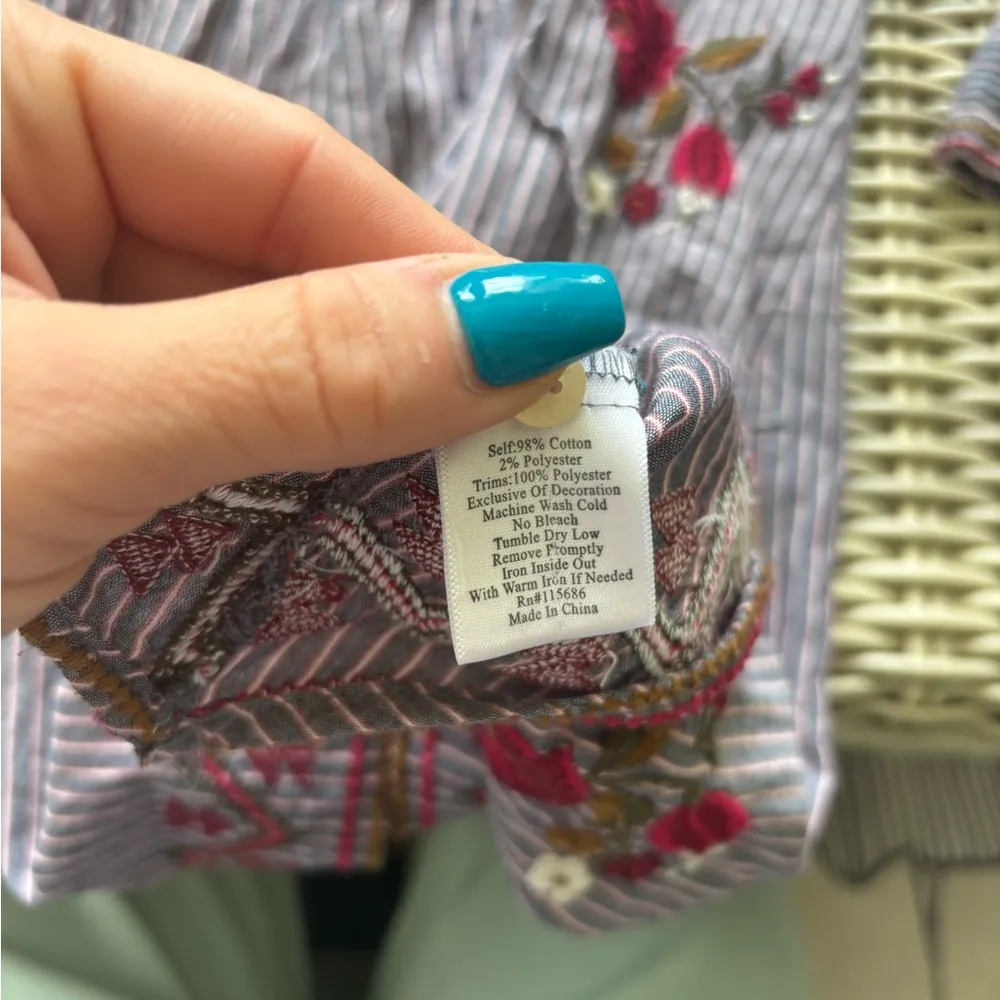 Self:98% Cotton
2% Polyester
Trims:100% Polyester
Exclusive Of Decoration
Machine Wash Cold
No Bleach
Tumble Dry Low
Remove Promptly
Iron Inside Out
With Warm Iron If Needed
Rn#115686
Made In China